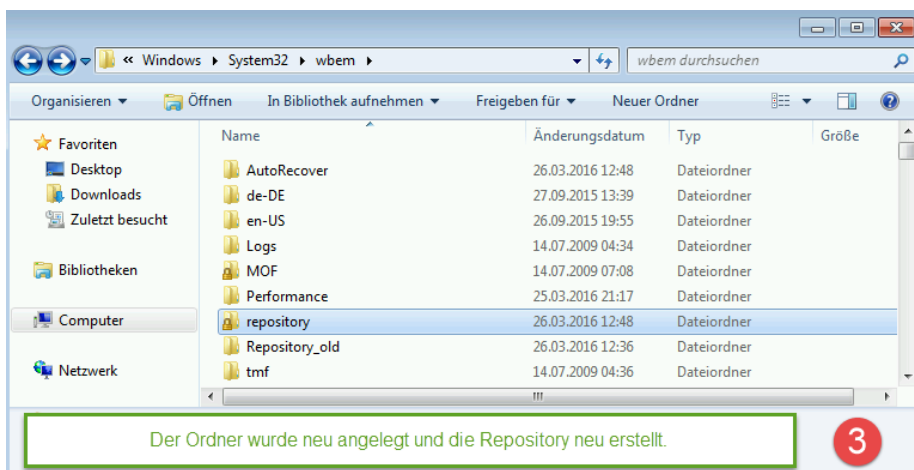 « Windows ▸ System32 ▸ wbem ▸ wbem durchsuchen
Organisieren Öffnen In Bibliothek aufnehmen Freigeben für Neuer Ordner
Favoriten
Desktop
Downloads
Zuletzt besucht
Bibliotheken
Computer
Netzwerk
Name Änderungsdatum Typ Größe
AutoRecover 26.03.2016 12:48 Dateiordner
de-DE 27.09.2015 13:39 Dateiordner
en-US 26.09.2015 19:55 Dateiordner
Logs 14.07.2009 04:34 Dateiordner
MOF 14.07.2009 07:08 Dateiordner
Performance 25.03.2016 21:17 Dateiordner
repository 26.03.2016 12:48 Dateiordner
Repository_old 26.03.2016 12:36 Dateiordner
tmf 14.07.2009 04:36 Dateiordner
Der Ordner wurde neu angelegt und die Repository neu erstellt.
3